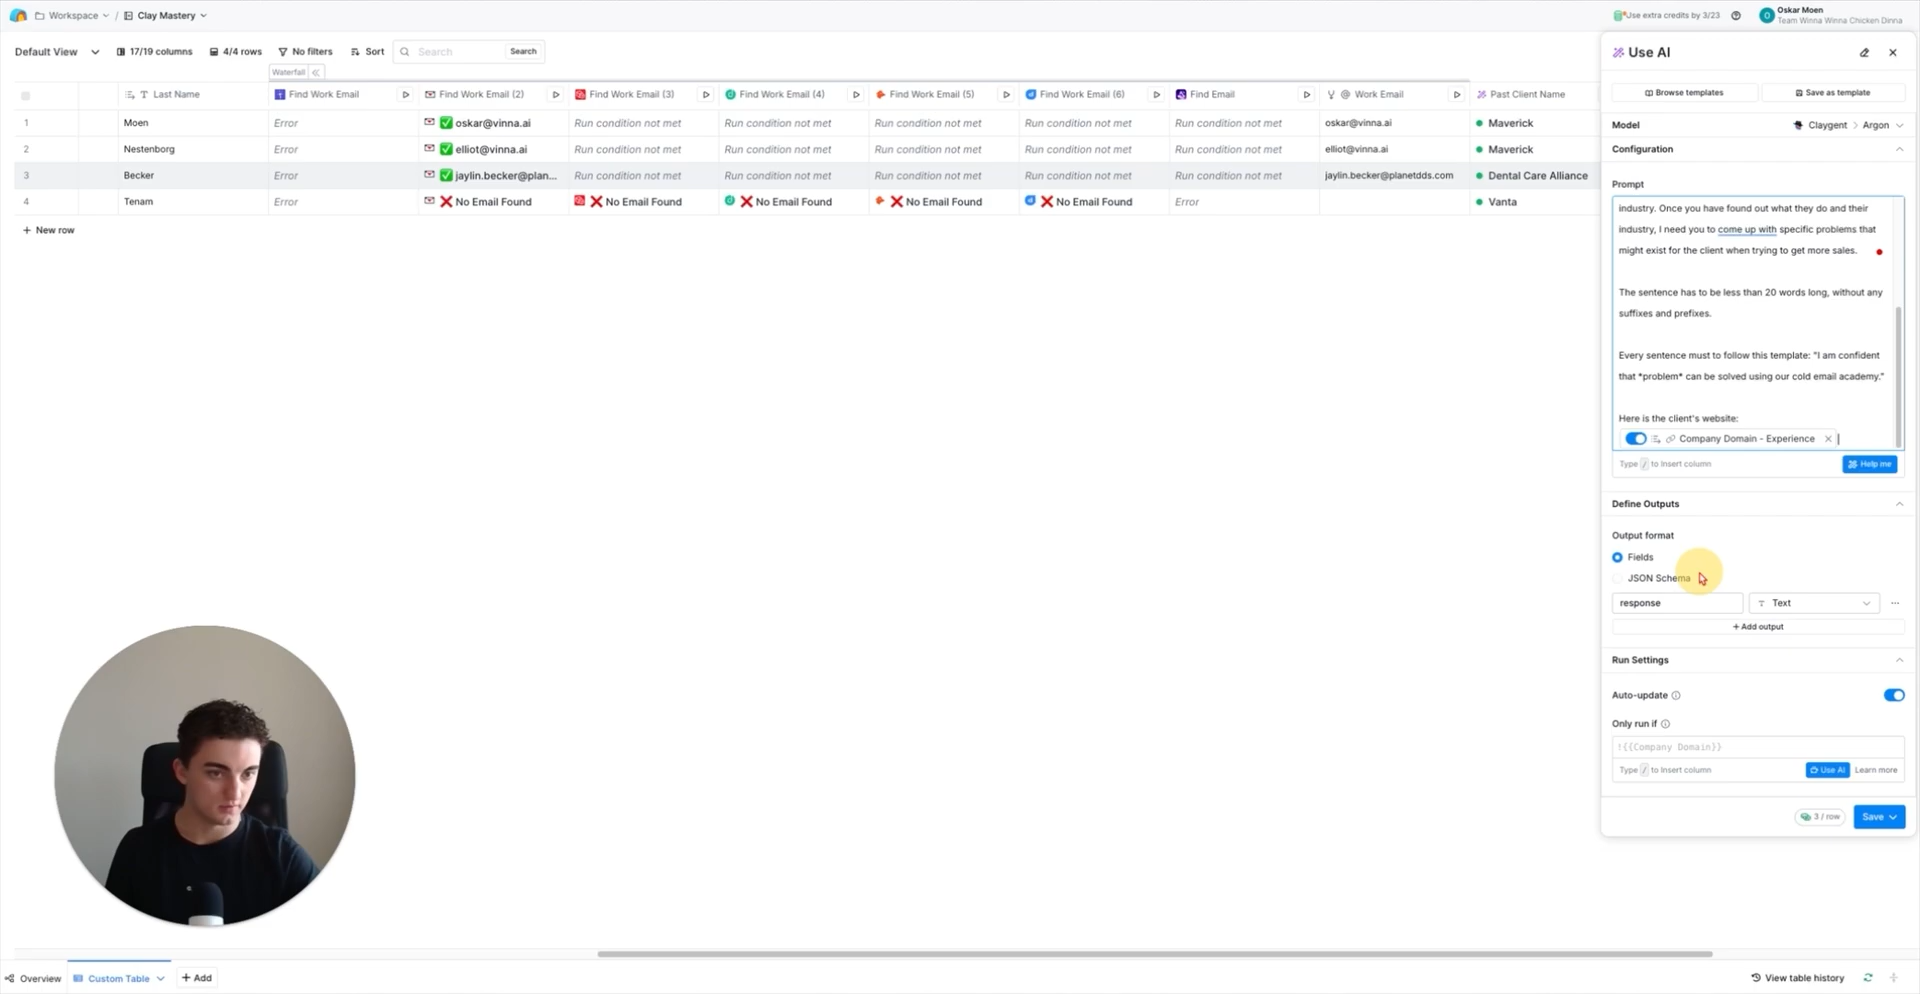 Workspace / Clay Mastery
Use extra credits by 3/23
Oskar Moen
Team Winna Winna Chicken Dinna
Default View
17/19 columns
4/4 rows
No filters
Sort
Search
Search
Waterfall
Last Name
Find Work Email
Find Work Email (2)
Find Work Email (3)
Find Work Email (4)
Find Work Email (5)
Find Work Email (6)
Find Email
Work Email
Past Client Name
1 Moen Error ✅ oskar@vinna.ai Run condition not met Run condition not met Run condition not met Run condition not met Run condition not met oskar@vinna.ai Maverick
2 Nestenborg Error ✅ elliot@vinna.ai Run condition not met Run condition not met Run condition not met Run condition not met Run condition not met elliot@vinna.ai Maverick
3 Becker Error ✅ jaylin.becker@plan... Run condition not met Run condition not met Run condition not met Run condition not met Run condition not met jaylin.becker@planetdds.com Dental Care Alliance
4 Tenam Error ❌ No Email Found ❌ No Email Found ❌ No Email Found ❌ No Email Found ❌ No Email Found Error Vanta
+ New row
Use AI
Browse templates
Save as template
Model
Claygent > Argon
Configuration
Prompt
industry. Once you have found out what they do and their
industry, I need you to come up with specific problems that
might exist for the client when trying to get more sales.
The sentence has to be less than 20 words long, without any
suffixes and prefixes.
Every sentence must to follow this template: "I am confident
that *problem* can be solved using our cold email academy."
Here is the client's website:
Company Domain - Experience
Type / to insert column
Help me
Define Outputs
Output format
Fields
JSON Schema
response
Text
+ Add output
Run Settings
Auto-update
Only run if
!{{Company Domain}}
Type / to insert column
Use AI
Learn more
3 / row
Save
Overview
Custom Table
+ Add
View table history